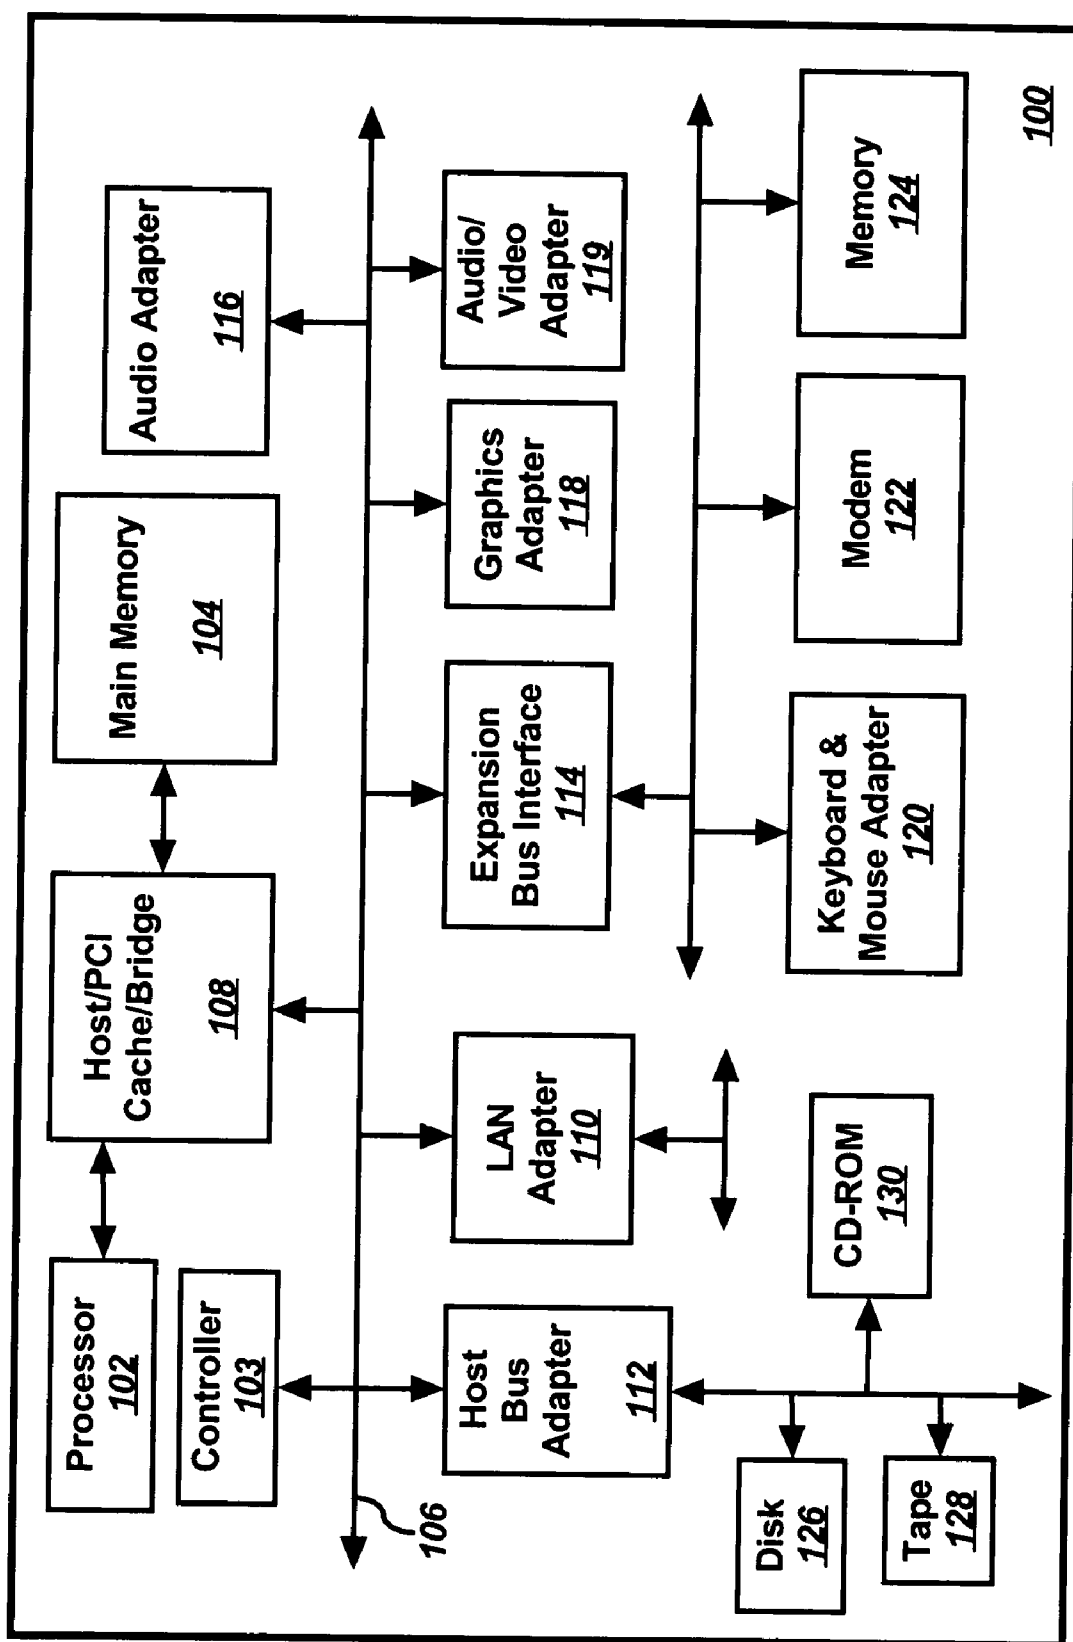 Processor
102
Controller
103
Host/PCI
Cache/Bridge
108
Main Memory
104
Audio Adapter
116
106
Host
Bus
Adapter
112
LAN
Adapter
110
Expansion
Bus Interface
114
Graphics
Adapter
118
Audio/
Video
Adapter
119
Disk
126
Tape
128
CD-ROM
130
Keyboard &
Mouse Adapter
120
Modem
122
Memory
124
100